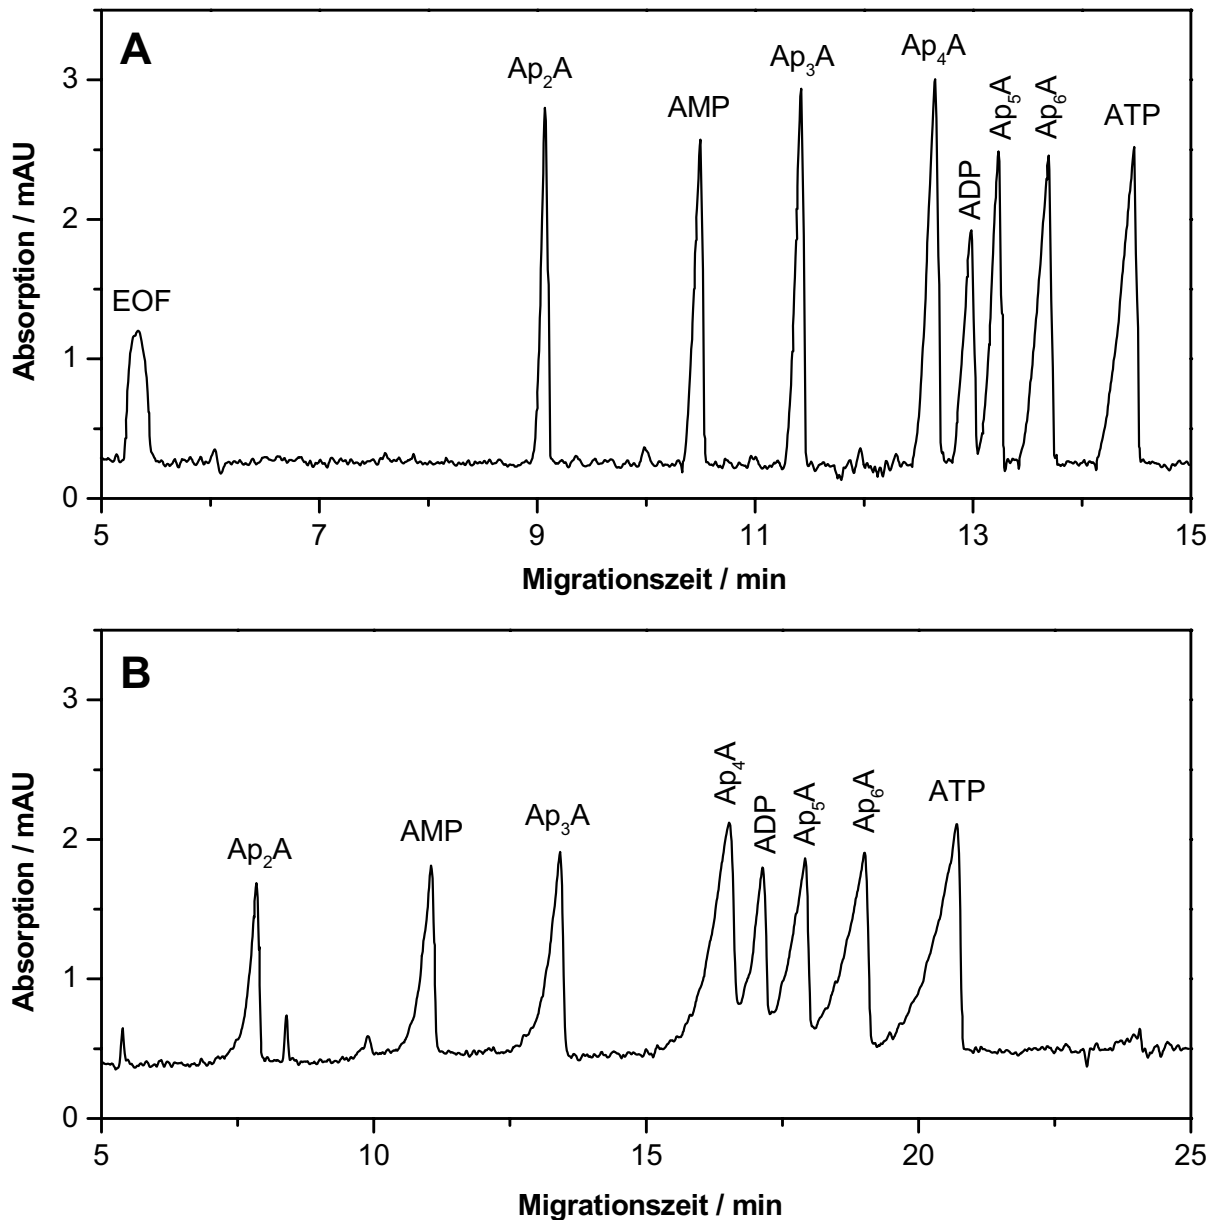 A
EOF
Ap₂A
AMP
Ap₃A
Ap₄A
ADP
Ap₅A
Ap₆A
ATP
Absorption / mAU
3
2
1
0
5 7 9 11 13 15
Migrationszeit / min
B
Ap₂A
AMP
Ap₃A
Ap₄A
ADP
Ap₅A
Ap₆A
ATP
Absorption / mAU
3
2
1
0
5 10 15 20 25
Migrationszeit / min